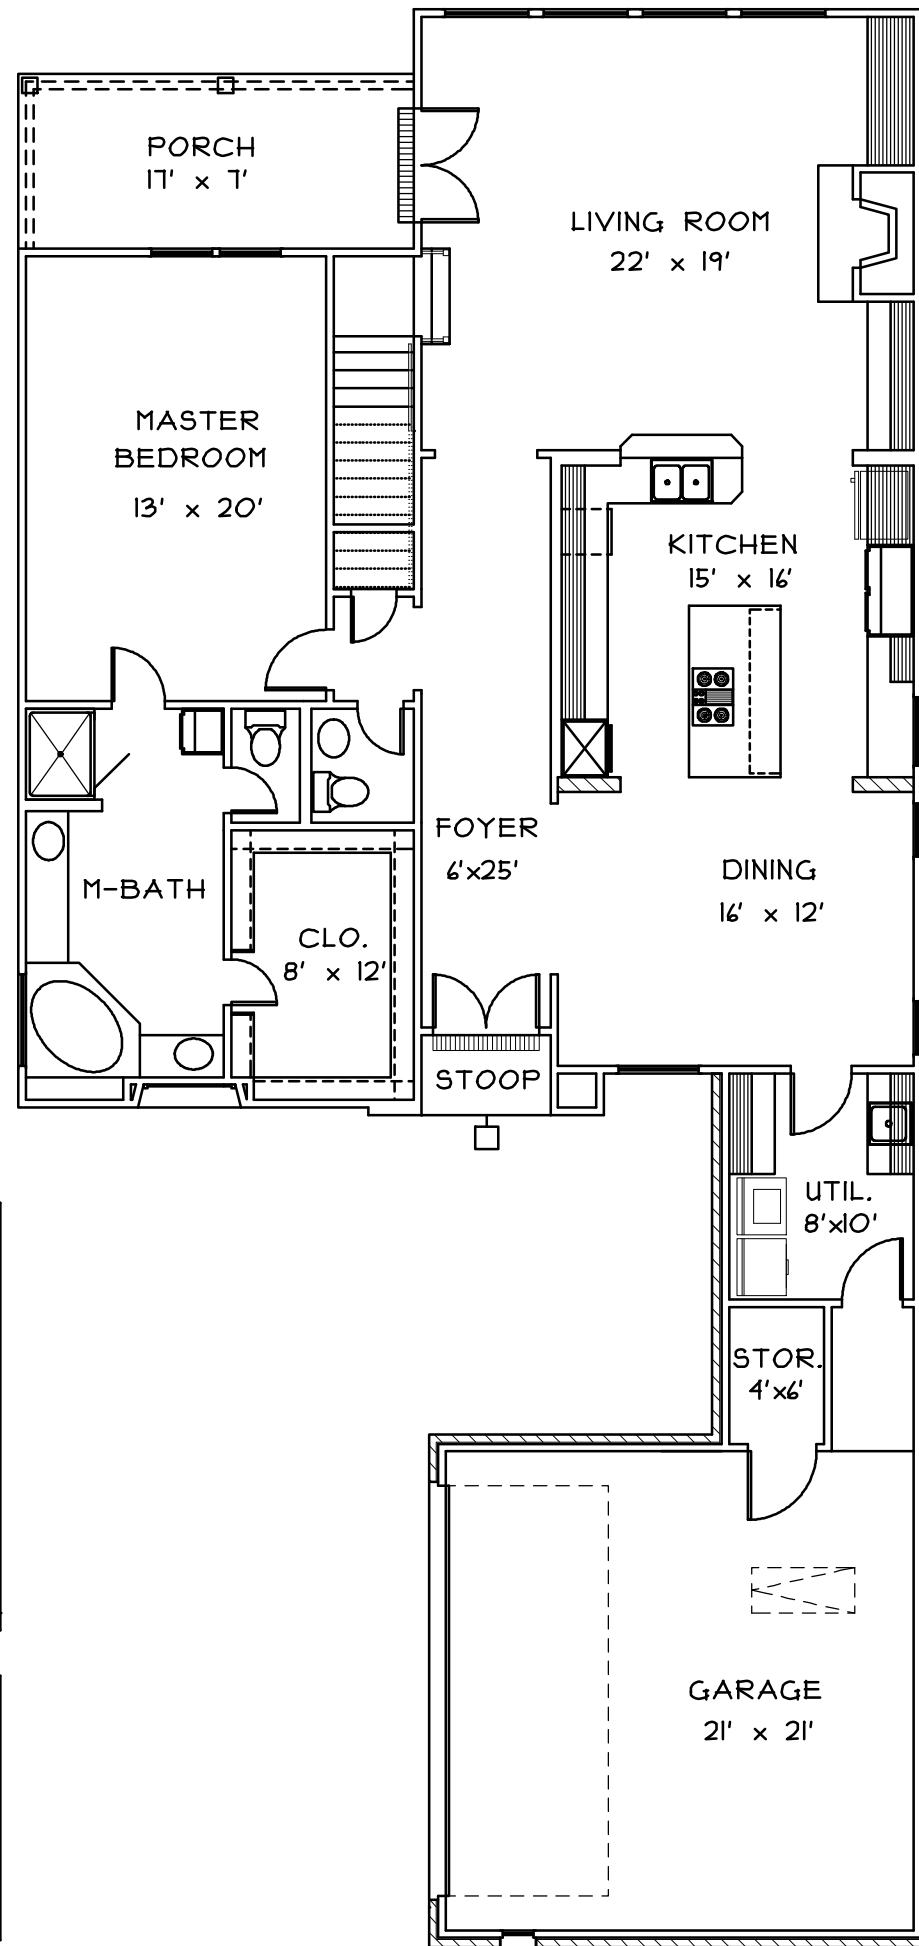 PORCH
17' x 7'
LIVING ROOM
22' x 19'
MASTER
BEDROOM
13' x 20'
KITCHEN
15' x 16'
FOYER
6'x25'
DINING
16' x 12'
M-BATH
CLO.
8' x 12'
STOOP
UTIL.
8'x10'
STOR.
4'x6'
GARAGE
21' x 21'